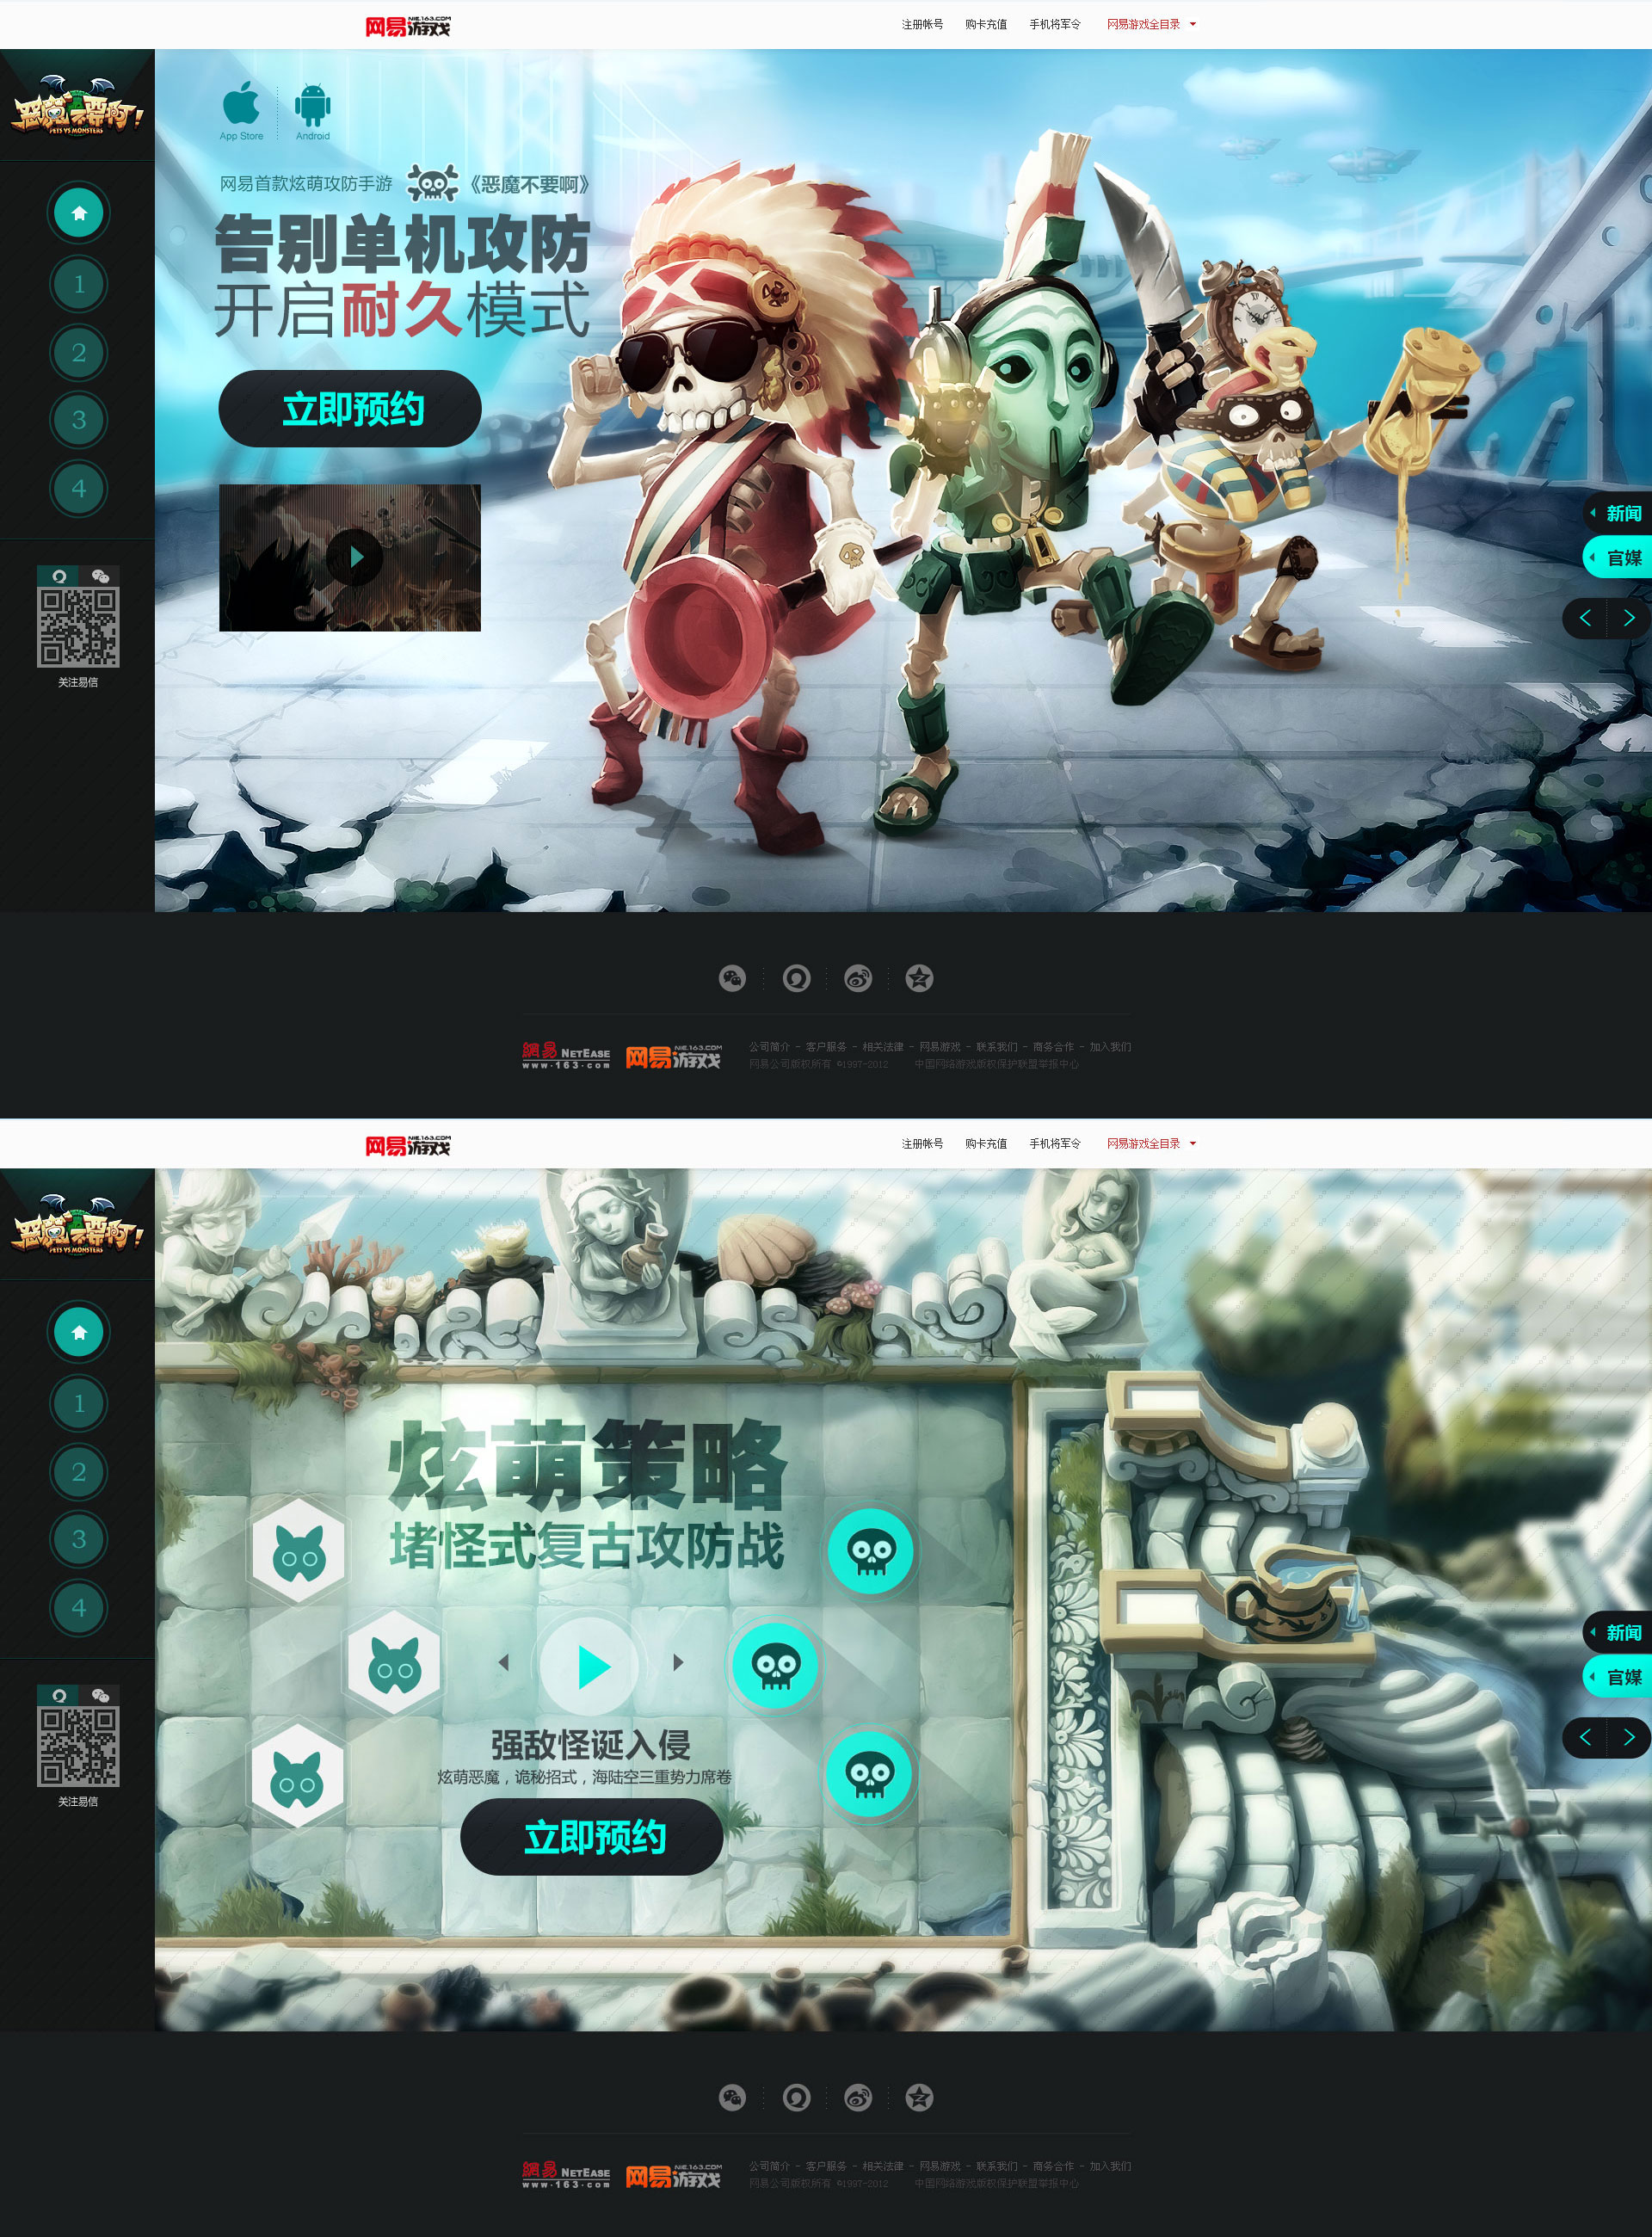 网易游戏 NIE.163.COM
注册帐号 购卡充值 手机将军令 网易游戏全目录
恶魔不要啊!
PETS VS MONSTERS
App Store Android
网易首款炫萌攻防手游 《恶魔不要啊》
告别单机攻防
开启耐久模式
立即预约
1
2
3
4
关注易信
新闻
官媒
網易 NETEASE
www.163.com
网易游戏 NIE.163.COM
公司简介 - 客户服务 - 相关法律 - 网易游戏 - 联系我们 - 商务合作 - 加入我们
网易公司版权所有 ©1997-2012 中国网络游戏版权保护联盟举报中心
网易游戏 NIE.163.COM
注册帐号 购卡充值 手机将军令 网易游戏全目录
恶魔不要啊!
PETS VS MONSTERS
1
2
3
4
关注易信
炫萌策略
堵怪式复古攻防战
强敌怪诞入侵
炫萌恶魔，诡秘招式，海陆空三重势力席卷
立即预约
新闻
官媒
網易 NETEASE
www.163.com
网易游戏 NIE.163.COM
公司简介 - 客户服务 - 相关法律 - 网易游戏 - 联系我们 - 商务合作 - 加入我们
网易公司版权所有 ©1997-2012 中国网络游戏版权保护联盟举报中心